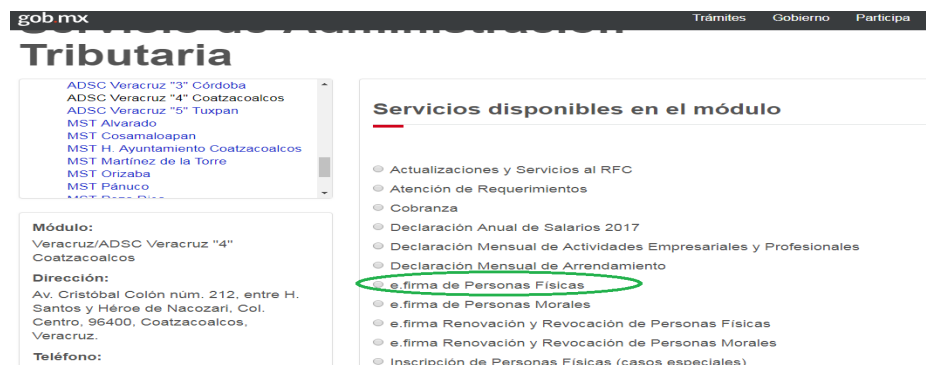 gob mx
Trámites Gobierno Participa
Servicio de Administración
Tributaria
ADSC Veracruz "3" Córdoba
ADSC Veracruz "4" Coatzacoalcos
ADSC Veracruz "5" Tuxpan
MST Alvarado
MST Cosamaloapan
MST H. Ayuntamiento Coatzacoalcos
MST Martínez de la Torre
MST Orizaba
MST Pánuco
Módulo:
Veracruz/ADSC Veracruz "4"
Coatzacoalcos
Dirección:
Av. Cristóbal Colón núm. 212, entre H.
Santos y Héroe de Nacozari, Col.
Centro, 96400, Coatzacoalcos,
Veracruz.
Teléfono:
Servicios disponibles en el módulo
Actualizaciones y Servicios al RFC
Atención de Requerimientos
Cobranza
Declaración Anual de Salarios 2017
Declaración Mensual de Actividades Empresariales y Profesionales
Declaración Mensual de Arrendamiento
e.firma de Personas Físicas
e.firma de Personas Morales
e.firma Renovación y Revocación de Personas Físicas
e.firma Renovación y Revocación de Personas Morales
Inscripción de Personas Físicas (casos especiales)